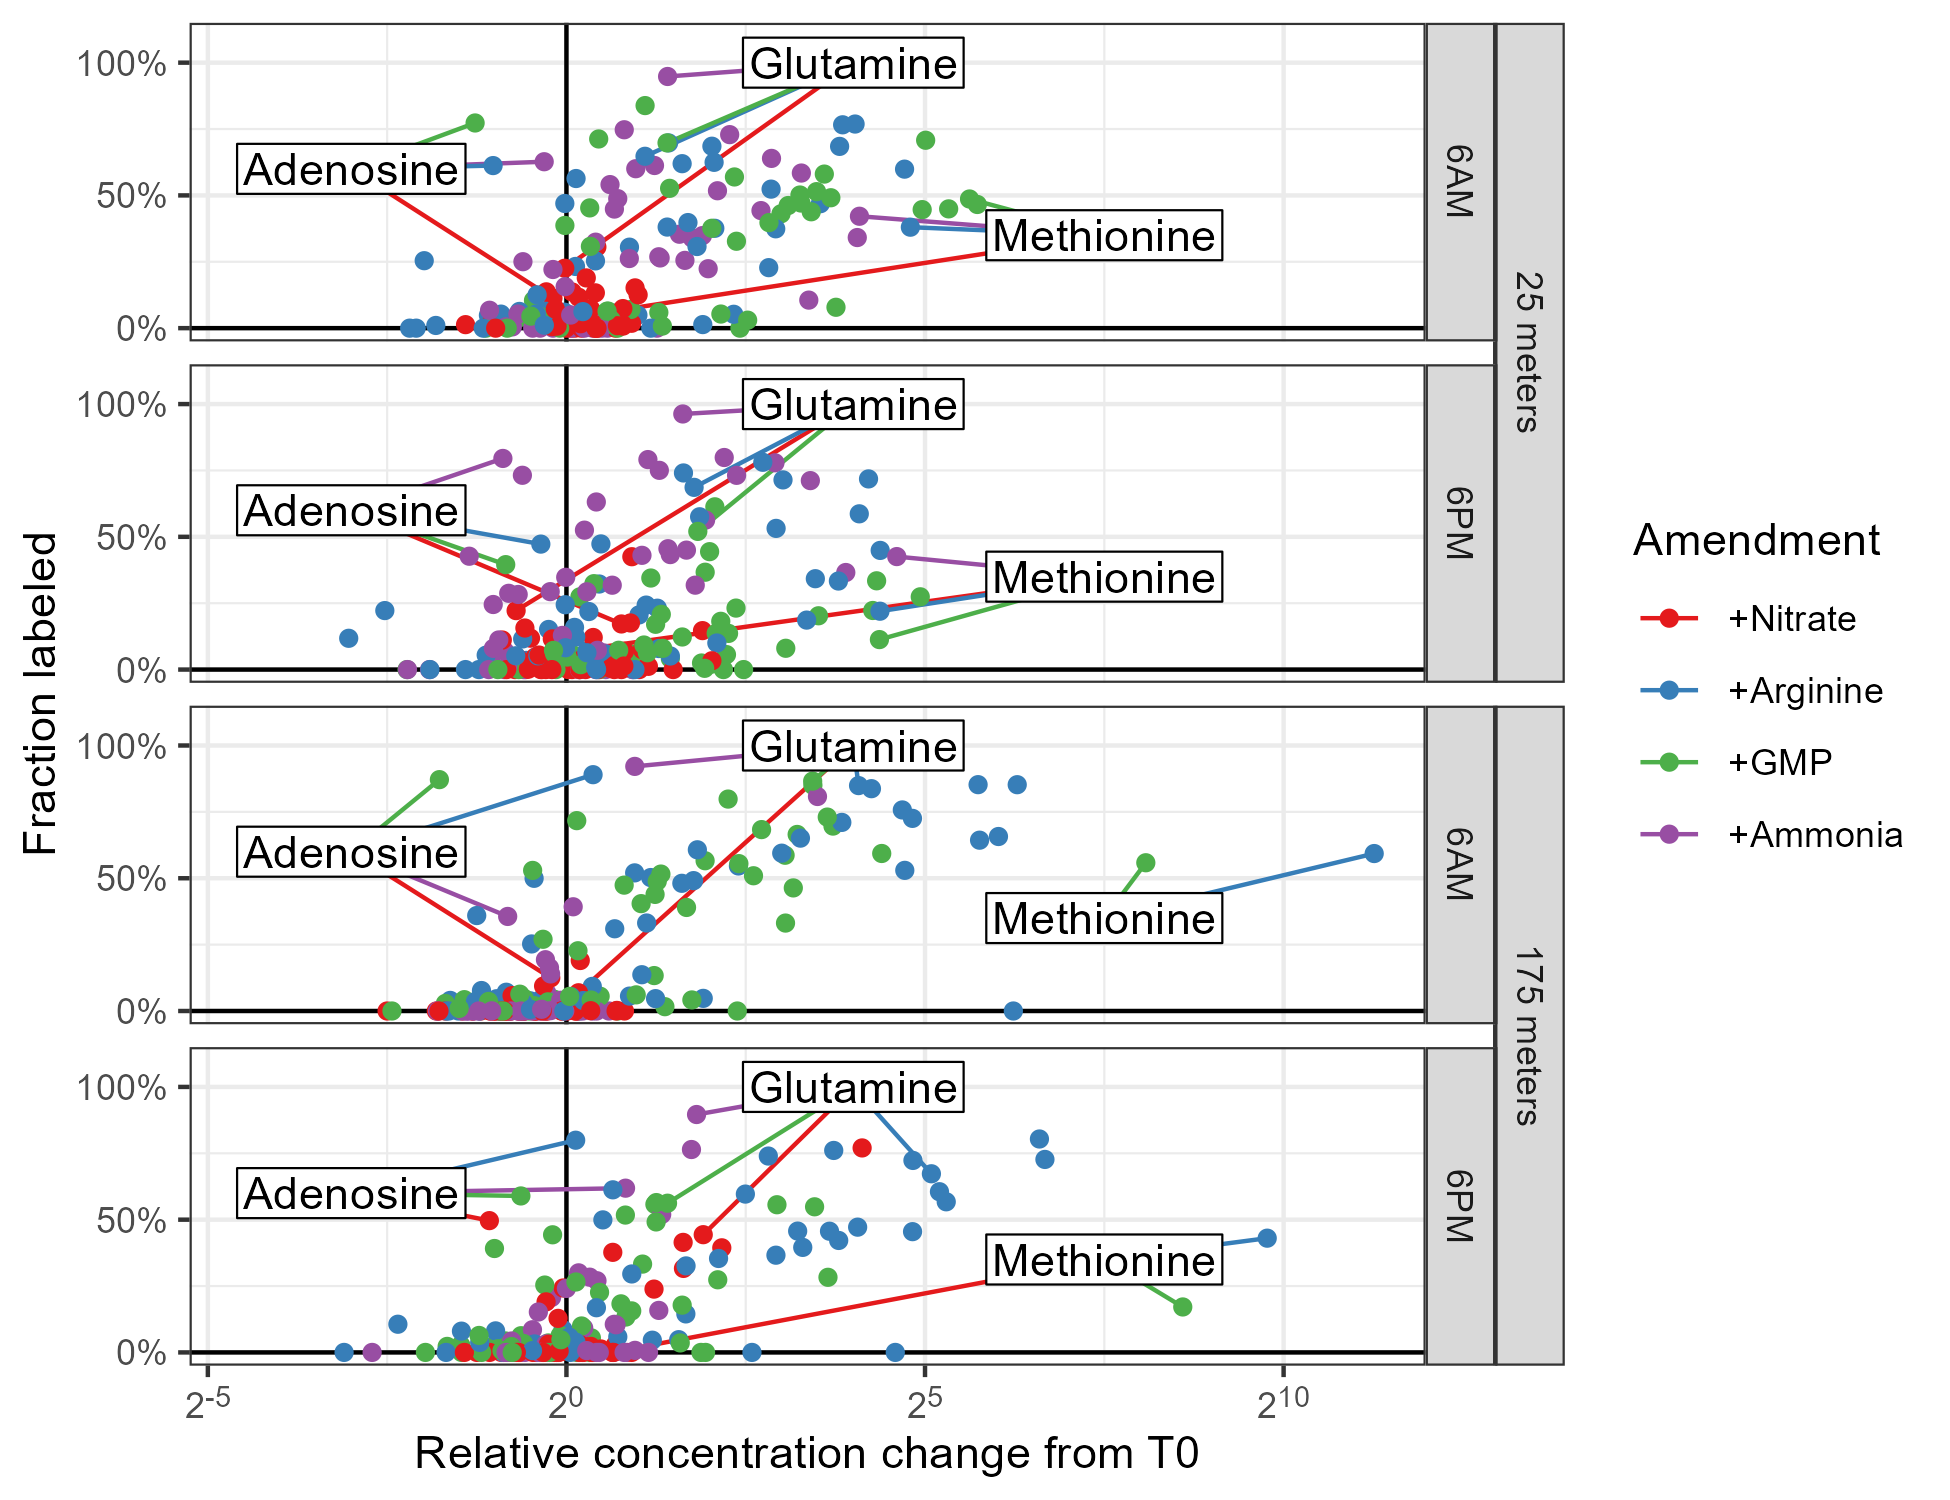 100%
50%
0%
Glutamine
Adenosine
Methionine
6AM
25 meters
100%
50%
0%
Glutamine
Adenosine
Methionine
6PM
Fraction labeled
100%
50%
0%
Glutamine
Adenosine
Methionine
6AM
175 meters
100%
50%
0%
Glutamine
Adenosine
Methionine
6PM
2⁻⁵ 2⁰ 2⁵ 2¹⁰
Relative concentration change from T0
Amendment
+Nitrate
+Arginine
+GMP
+Ammonia